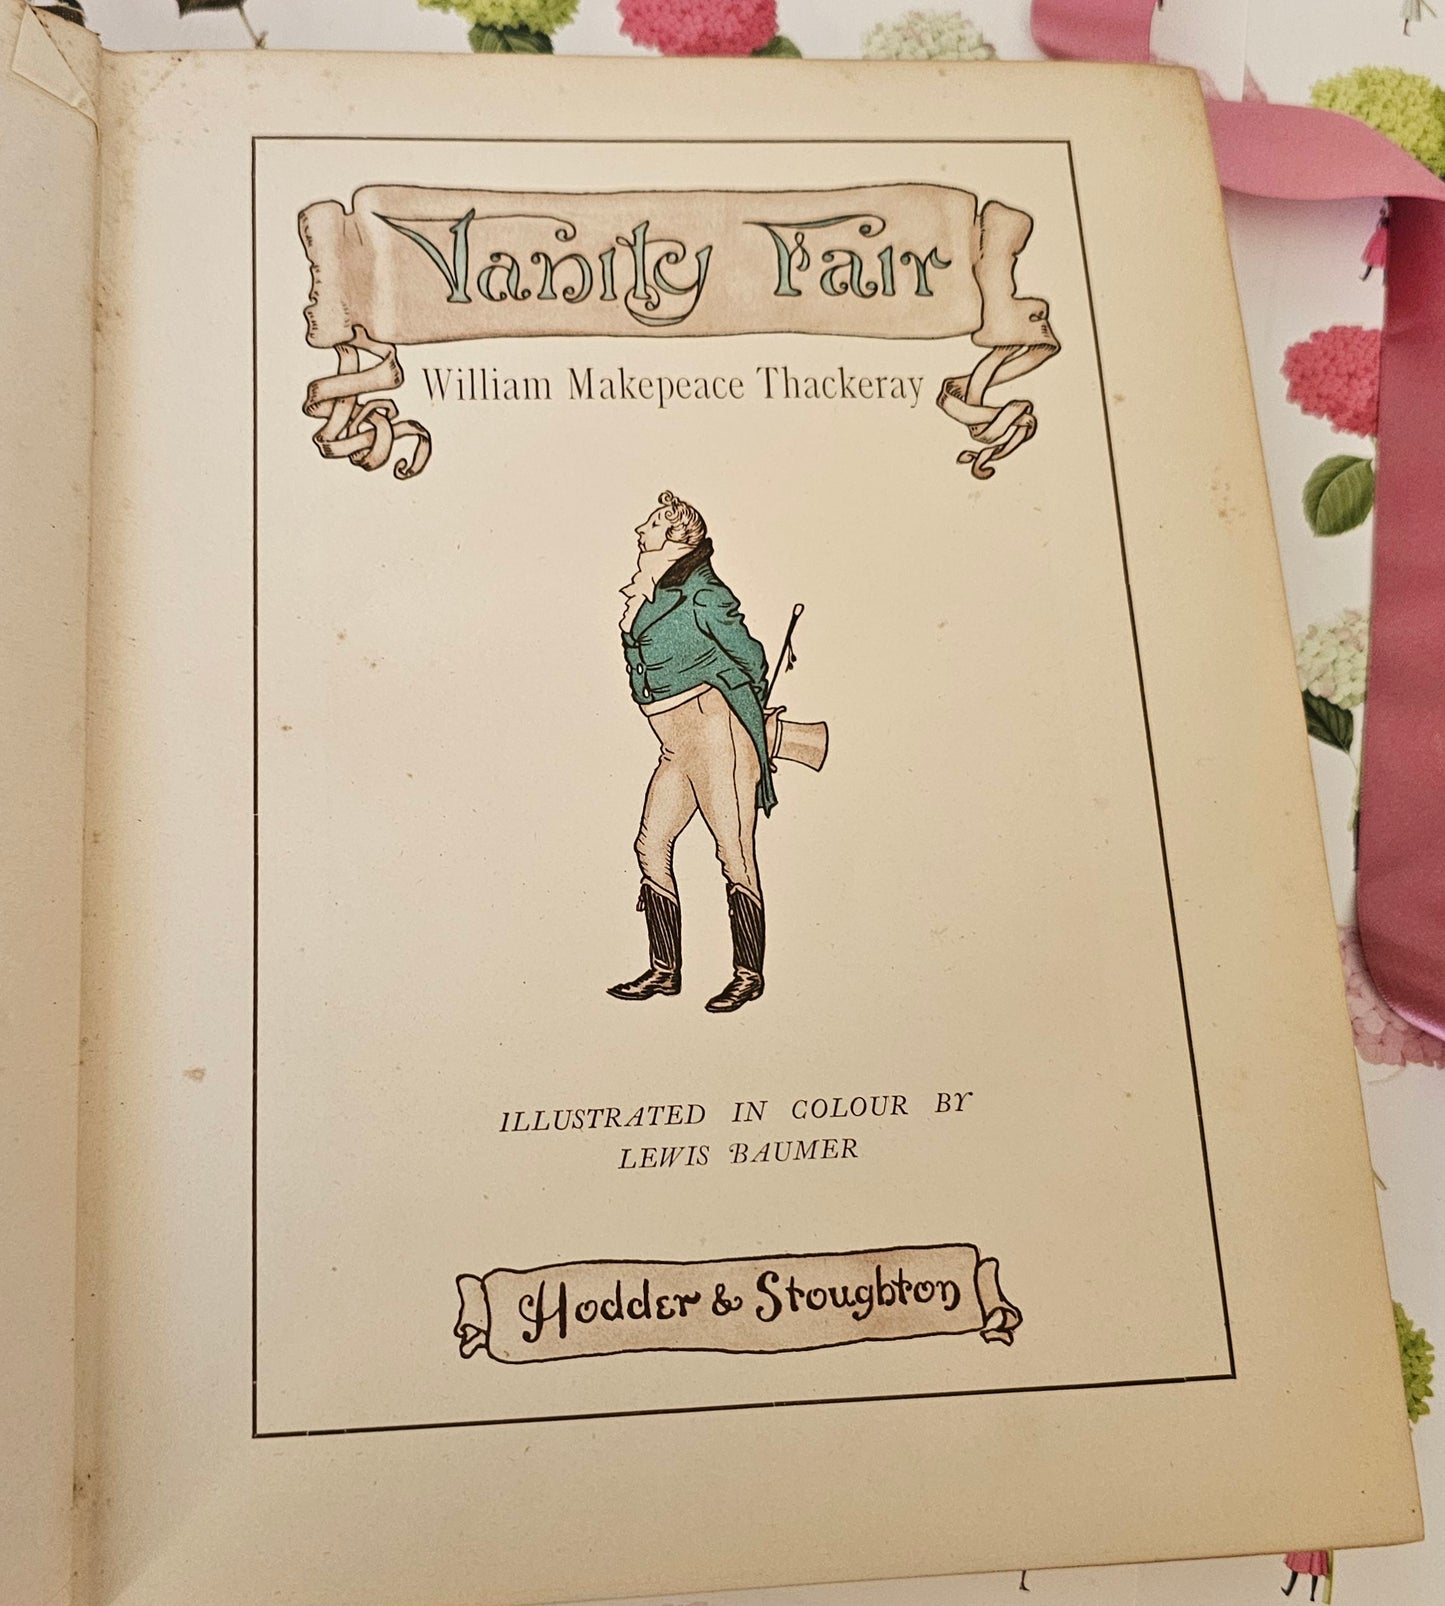 Vanity Fair
William Makepeace Thackeray
ILLUSTRATED IN COLOUR BY
LEWIS BAUMER
Hodder & Stoughton